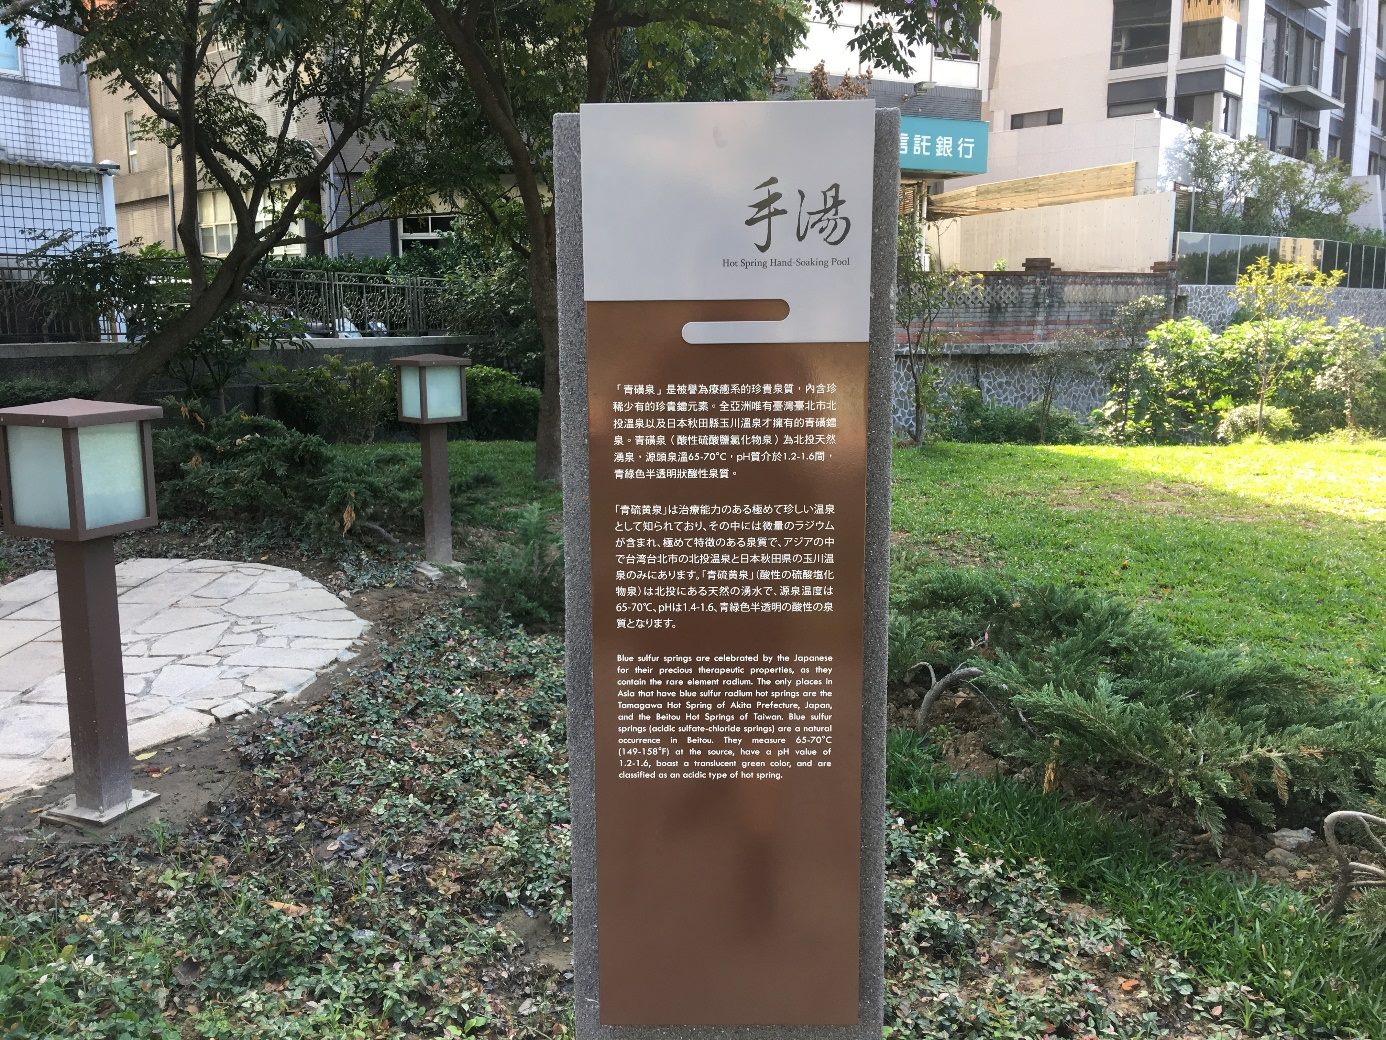 信託銀行
手湯
Hot Spring Hand-Soaking Pool
「青磺泉」是被譽為療癒系的珍貴泉質，內含珍
稀少有的珍貴鐳元素。全亞洲唯有臺灣臺北市北
投溫泉以及日本秋田縣玉川溫泉才擁有的青磺鐳
泉。青磺泉（酸性硫酸鹽氯化物泉）為北投天然
湧泉，源頭泉溫65-70°C，pH質介於1.2-1.6間，
青綠色半透明狀酸性泉質。
「青硫黄泉」は治療能力のある極めて珍しい温泉
として知られており、その中には微量のラジウム
が含まれ、極めて特徴のある泉質で、アジアの中
で台湾台北市の北投温泉と日本秋田県の玉川温
泉のみにあります。「青硫黄泉」(酸性の硫酸塩化
物泉)は北投にある天然の湧水で、源泉温度は
65-70℃、pHは1.4-1.6、青緑色半透明の酸性の泉
質となります。
Blue sulfur springs are celebrated by the Japanese
for their precious therapeutic properties, as they
contain the rare element radium. The only places in
Asia that have blue sulfur radium hot springs are the
Tamagawa Hot Spring of Akita Prefecture, Japan,
and the Beitou Hot Springs of Taiwan. Blue sulfur
springs (acidic sulfate-chloride springs) are a natural
occurrence in Beitou. They measure 65-70°C
(149-158°F) at the source, have a pH value of
1.2-1.6, boast a translucent green color, and are
classified as an acidic type of hot spring.